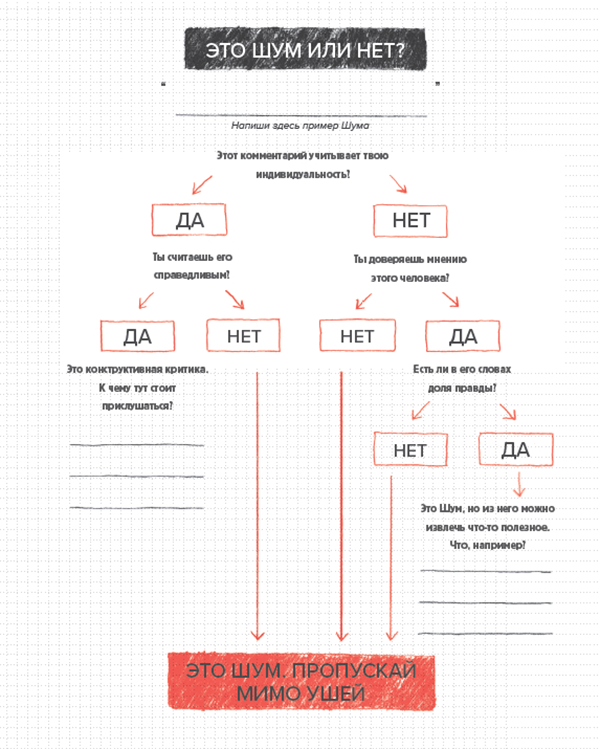 ЭТО ШУМ ИЛИ НЕТ?
“ ”
Напиши здесь пример Шума
Этот комментарий учитывает твою
индивидуальность?
ДА
НЕТ
Ты считаешь его
справедливым?
Ты доверяешь мнению
этого человека?
ДА
НЕТ
НЕТ
ДА
Это конструктивная критика.
К чему тут стоит
прислушаться?
Есть ли в его словах
доля правды?
НЕТ
ДА
Это Шум, но из него можно
извлечь что-то полезное.
Что, например?
ЭТО ШУМ. ПРОПУСКАЙ
МИМО УШЕЙ